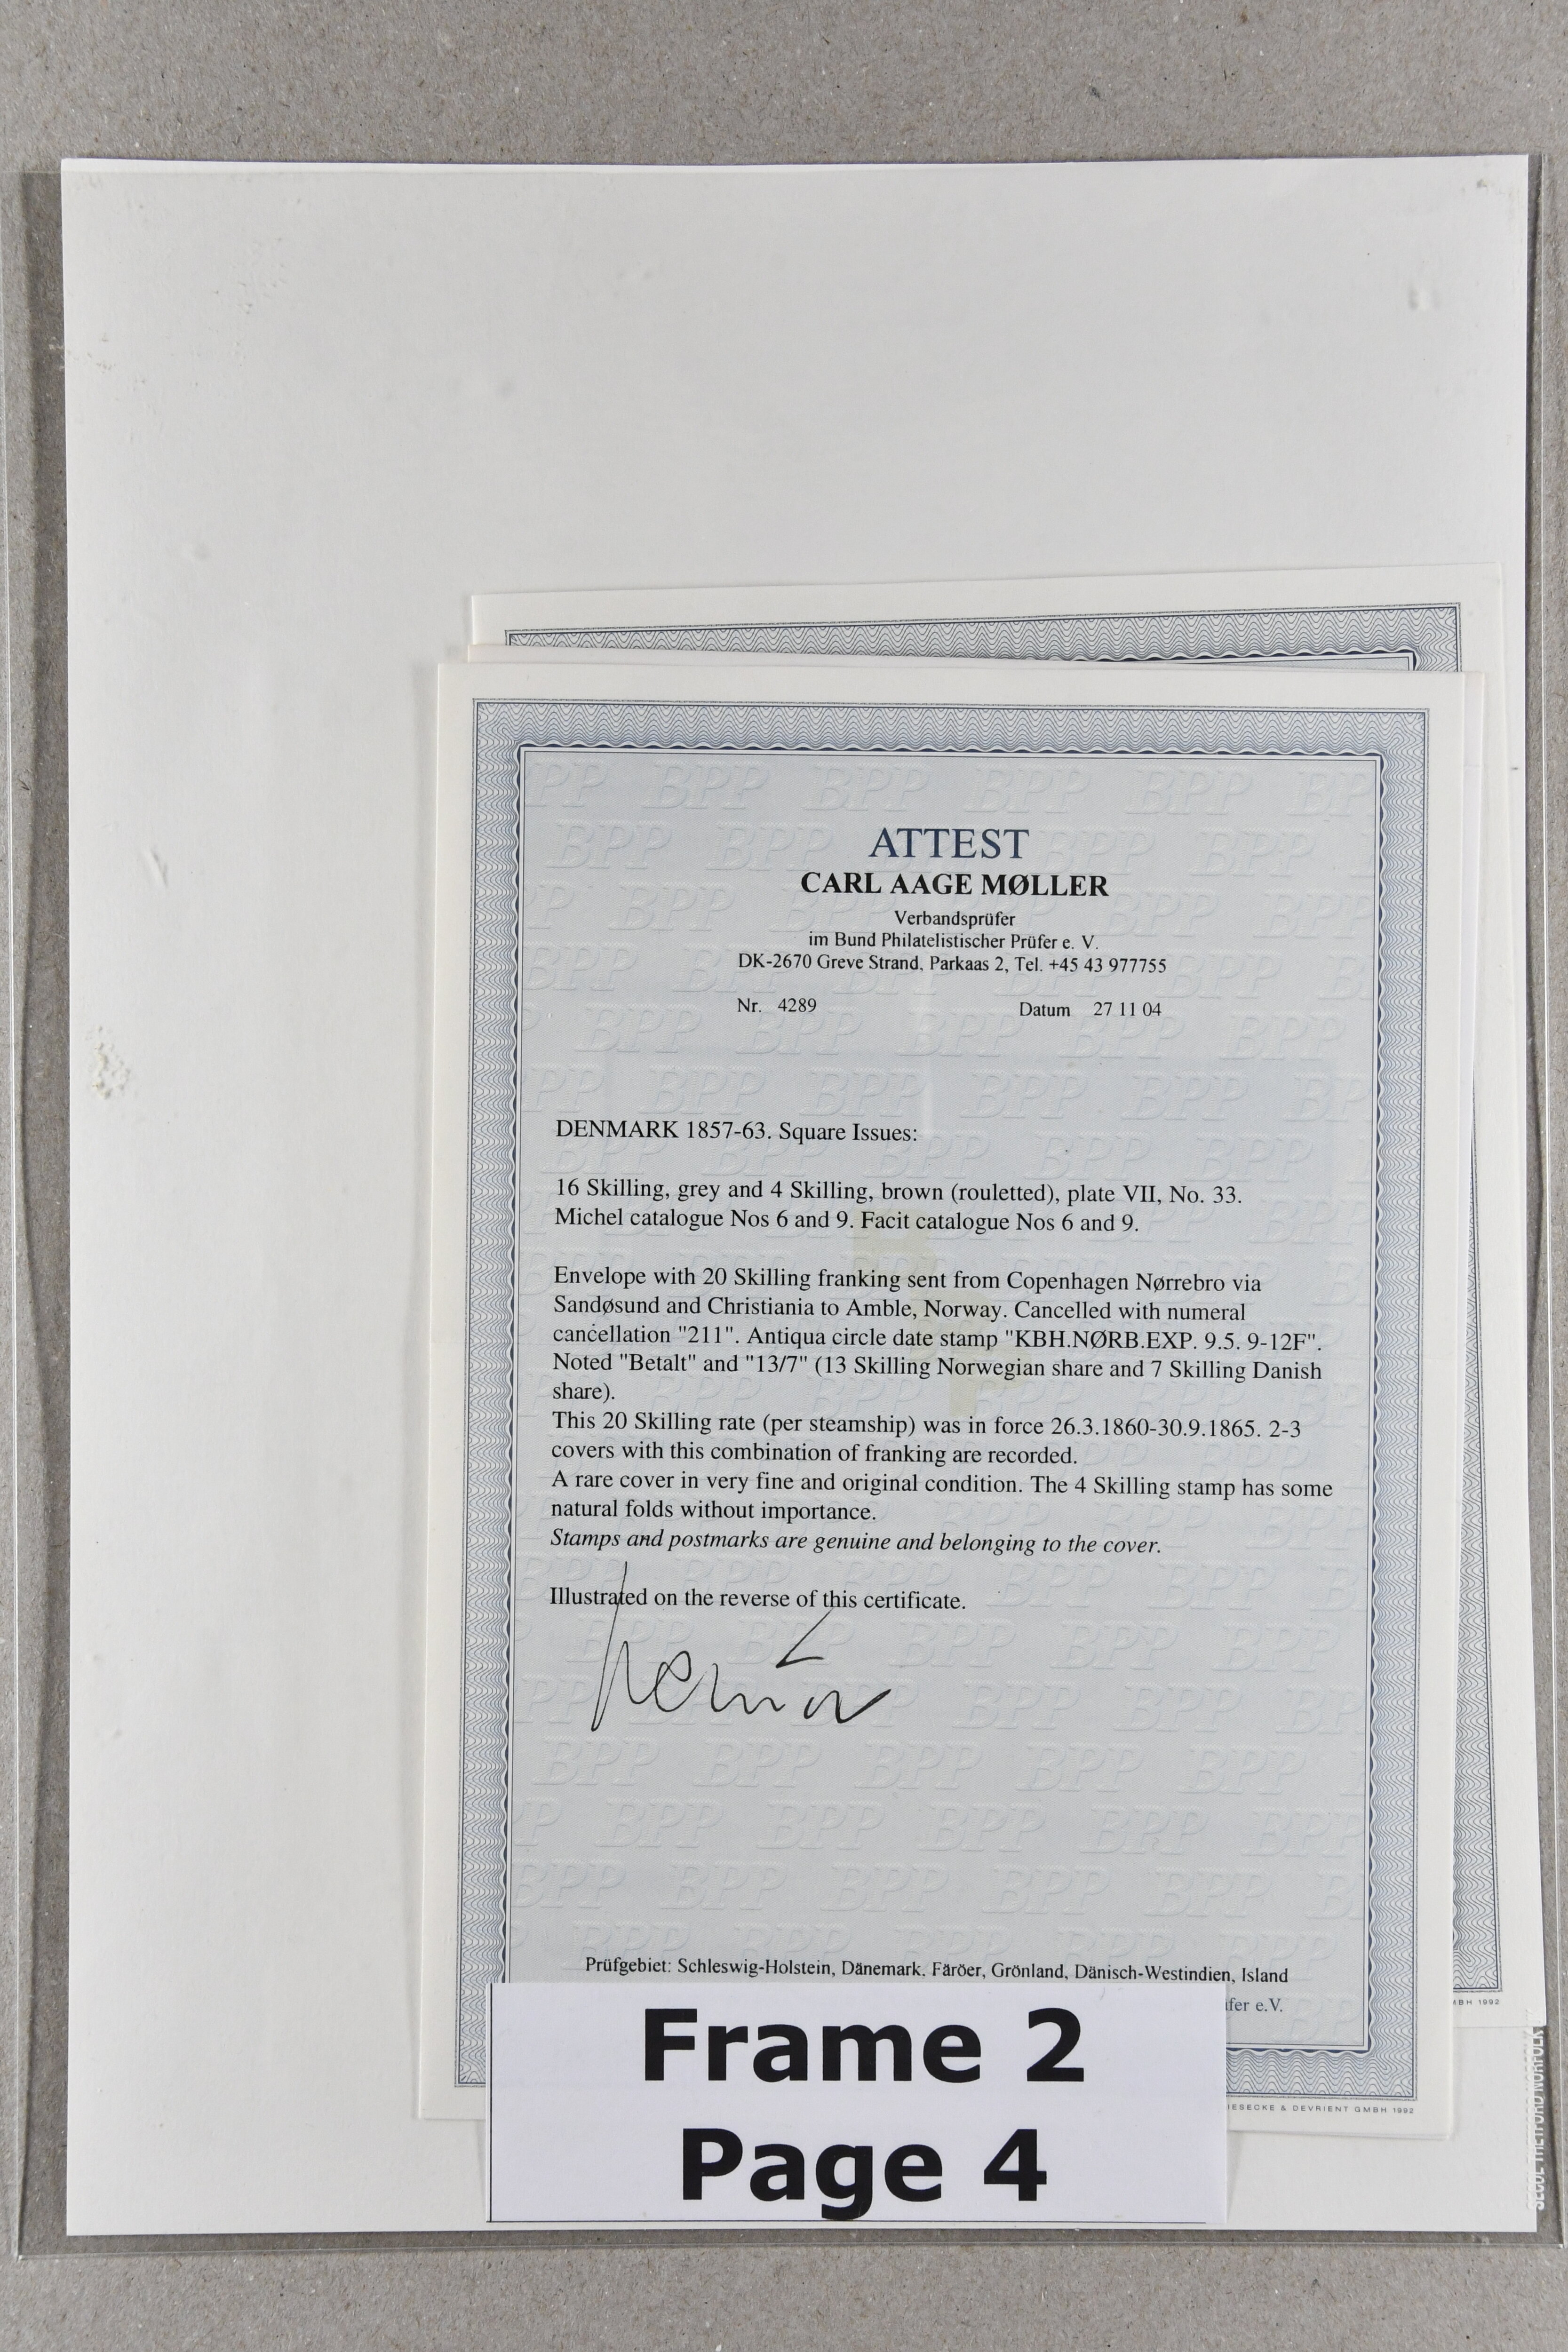 ATTEST
CARL AAGE MØLLER
Verbandsprüfer
im Bund Philatelistischer Prüfer e. V.
DK-2670 Greve Strand, Parkaas 2, Tel. +45 43 977755
Nr. 4289 Datum 27 11 04
DENMARK 1857-63. Square Issues:
16 Skilling, grey and 4 Skilling, brown (rouletted), plate VII, No. 33.
Michel catalogue Nos 6 and 9. Facit catalogue Nos 6 and 9.
Envelope with 20 Skilling franking sent from Copenhagen Nørrebro via
Sandøsund and Christiania to Amble, Norway. Cancelled with numeral
cancellation "211". Antiqua circle date stamp "KBH.NØRB.EXP. 9.5. 9-12F".
Noted "Betalt" and "13/7" (13 Skilling Norwegian share and 7 Skilling Danish
share).
This 20 Skilling rate (per steamship) was in force 26.3.1860-30.9.1865. 2-3
covers with this combination of franking are recorded.
A rare cover in very fine and original condition. The 4 Skilling stamp has some
natural folds without importance.
Stamps and postmarks are genuine and belonging to the cover.
Illustrated on the reverse of this certificate.
Prüfgebiet: Schleswig-Holstein, Dänemark, Färöer, Grönland, Dänisch-Westindien, Island
üfer e.V.
IESECKE & DEVRIENT GMBH 1992
MBH 1992
Frame 2
Page 4